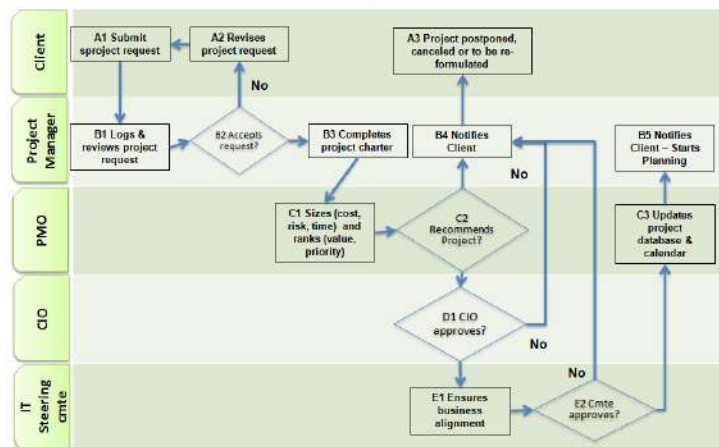 Client
A1 Submit
sproject request
A2 Revises
project request
No
A3 Project postponed,
canceled or to be re-
formulated
Project
Manager
B1 Logs &
reviews project
request
B2 Accepts
request?
B3 Completes
project charter
B4 Notifies
Client
No
B5 Notifies
Client – Starts
Planning
PMO
C1 Sizes (cost,
risk, time) and
ranks (value,
priority)
C2
Recommends
Project?
C3 Updates
project
database &
calendar
CIO
D1 CIO
approves?
No
IT
Steering
cmte
E1 Ensures
business
alignment
E2 Cmte
approves?
No